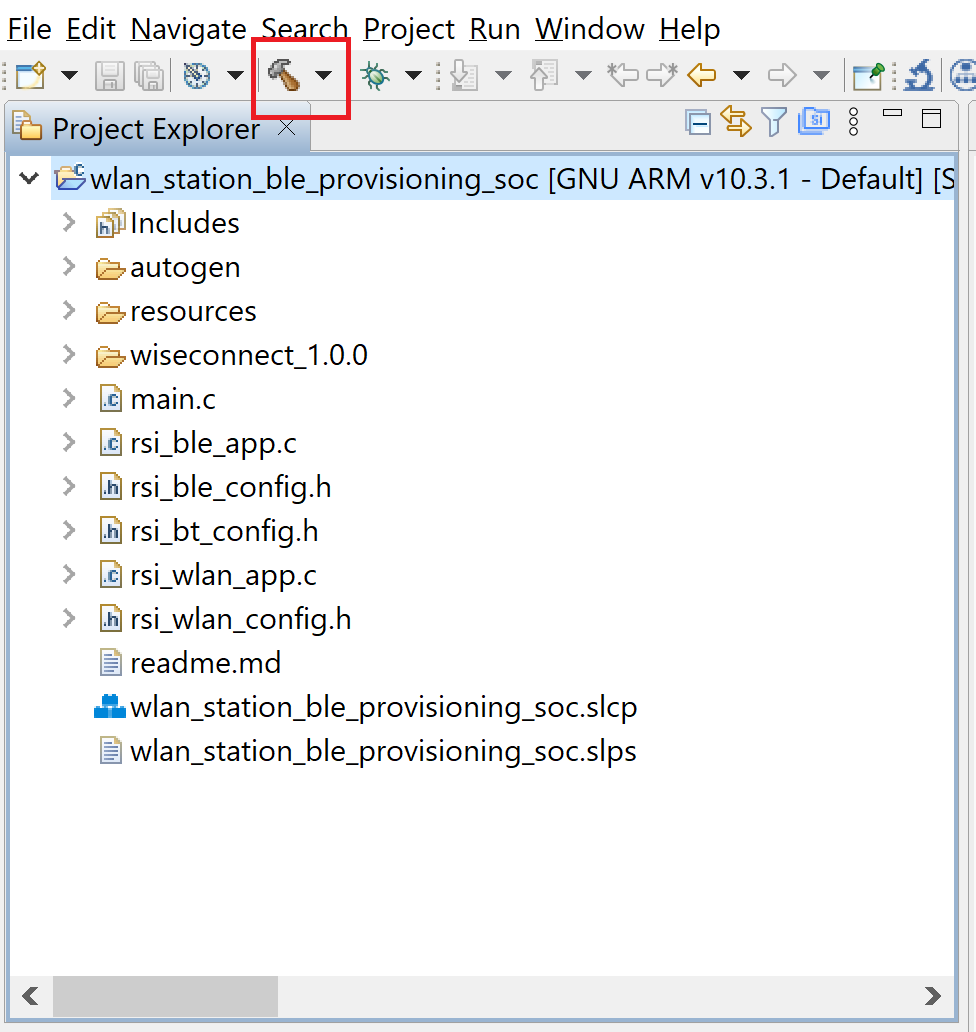 File Edit Navigate Search Project Run Window Help
Project Explorer
wlan_station_ble_provisioning_soc [GNU ARM v10.3.1 - Default] [S
Includes
autogen
resources
wiseconnect_1.0.0
main.c
rsi_ble_app.c
rsi_ble_config.h
rsi_bt_config.h
rsi_wlan_app.c
rsi_wlan_config.h
readme.md
wlan_station_ble_provisioning_soc.slcp
wlan_station_ble_provisioning_soc.slps